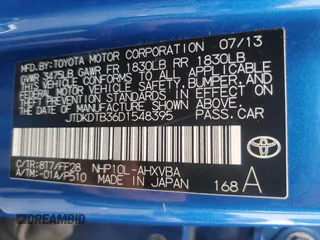 MFD.BY:TOYOTA MOTOR CORPORATION 07/13
GVWR 3475LB GAWR FR 1830LB RR 1830LB
THIS VEHICLE CONFORMS TO ALL APPLICABLE
FEDERAL MOTOR VEHICLE SAFETY, BUMPER, AND
THEFT PREVENTION STANDARDS IN EFFECT ON
THE DATE OF MANUFACTURE SHOWN ABOVE.
JTDKDTB36D1548395 PASS.CAR
C/TR:8T7/FF28 NHP10L-AHXVBA
A/TM:-01A/P510 MADE IN JAPAN
168 A
TOYOTA
DREAMBID